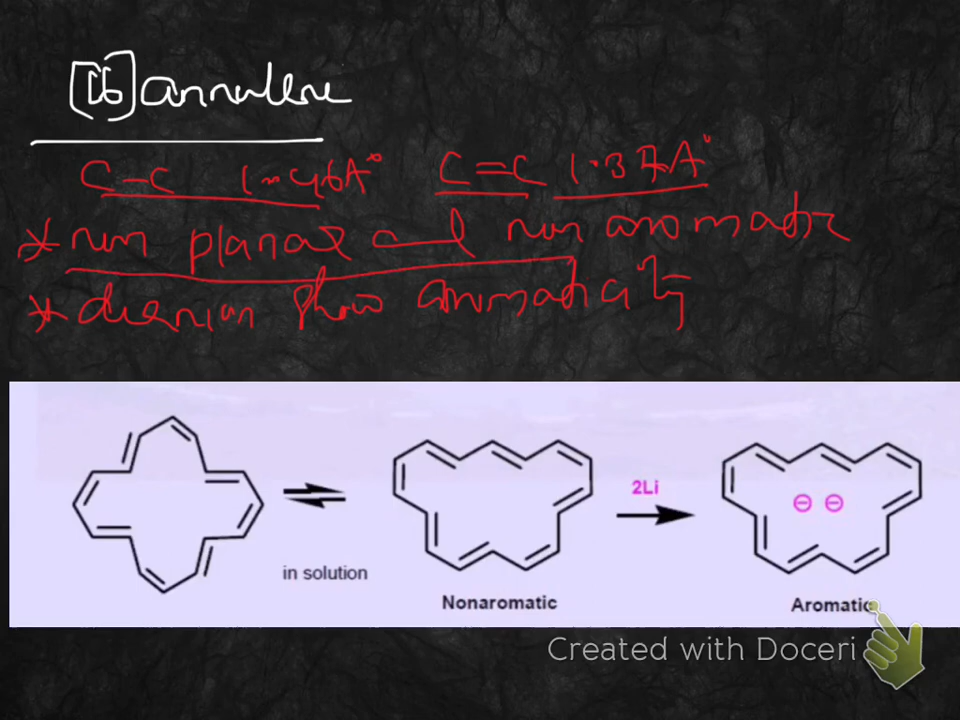 [16] annulene
C-C 1.46A° C=C 1.37A°
* non planar and non aromatic
* dianion show aromaticity
2Li
⊖ ⊖
in solution
Nonaromatic
Aromatic
Created with Doceri